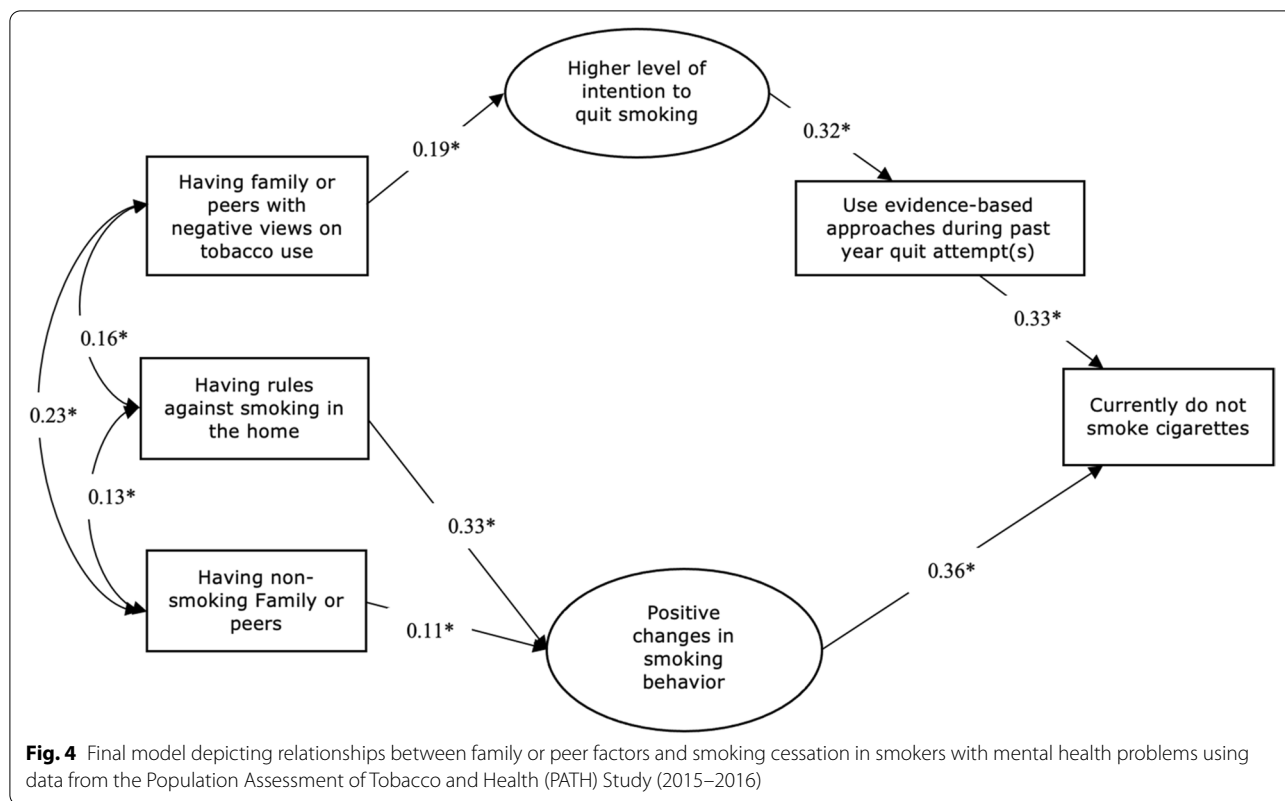 Higher level of
intention to
quit smoking
0.19*
0.32*
Having family or
peers with
negative views on
tobacco use
Use evidence-based
approaches during past
year quit attempt(s)
0.16*
0.33*
0.23*
Having rules
against smoking in
the home
Currently do not
smoke cigarettes
0.13*
0.33*
Having non-
smoking Family or
peers
0.11*
0.36*
Positive
changes in
smoking
behavior
Fig. 4 Final model depicting relationships between family or peer factors and smoking cessation in smokers with mental health problems using
data from the Population Assessment of Tobacco and Health (PATH) Study (2015–2016)